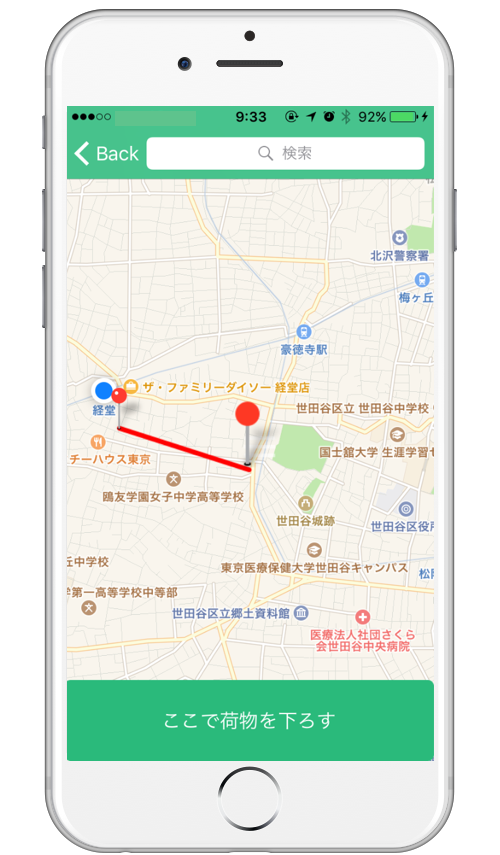 9:33
92%
Back
検索
北沢警察署
梅ヶ丘
豪徳寺駅
ザ・ファミリーダイソー 経堂店
経堂
世田谷区立 世田谷中学校
国士舘大学 生涯学習セ
チーハウス東京
鴎友学園女子中学高等学校
世田谷城跡
世田谷区役所
丘中学校
東京医療保健大学世田谷キャンパス
松陰
第一高等学校中等部
世田谷区立郷土資料館
医療法人社団さくら
会世田谷中央病院
ここで荷物を下ろす